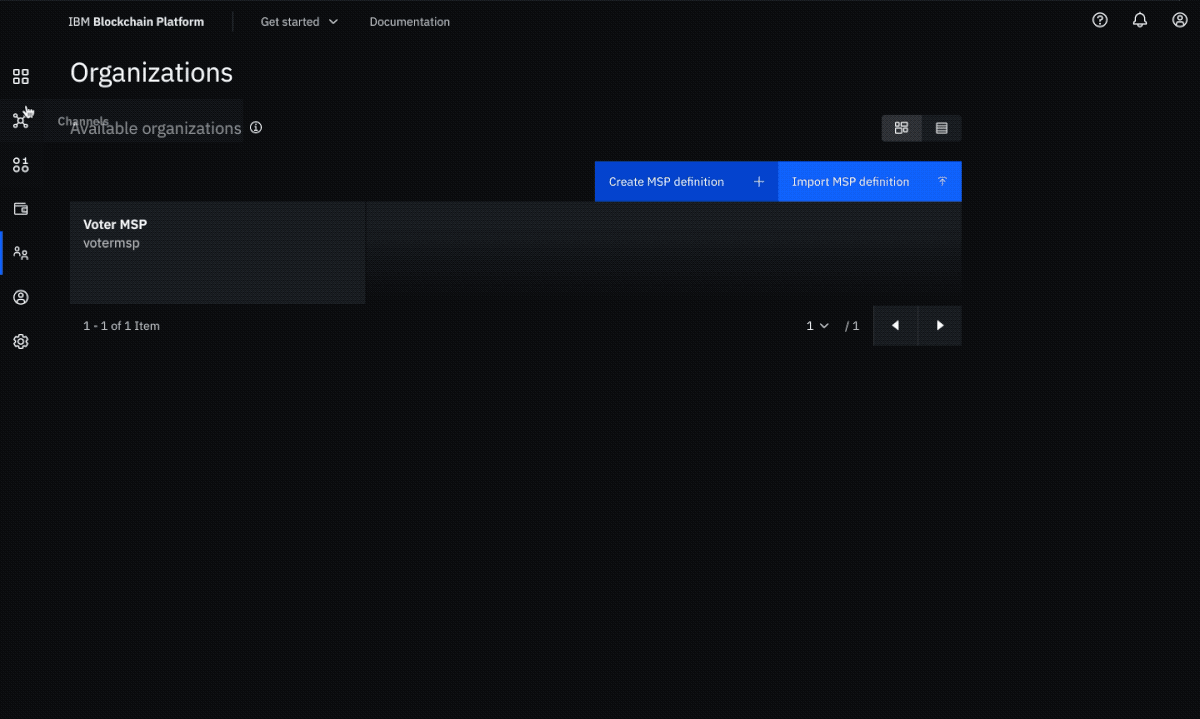 IBM Blockchain Platform
Get started
Documentation
Organizations
Channels
Available organizations
Create MSP definition
Import MSP definition
Voter MSP
votermsp
1 - 1 of 1 Item
1
/ 1